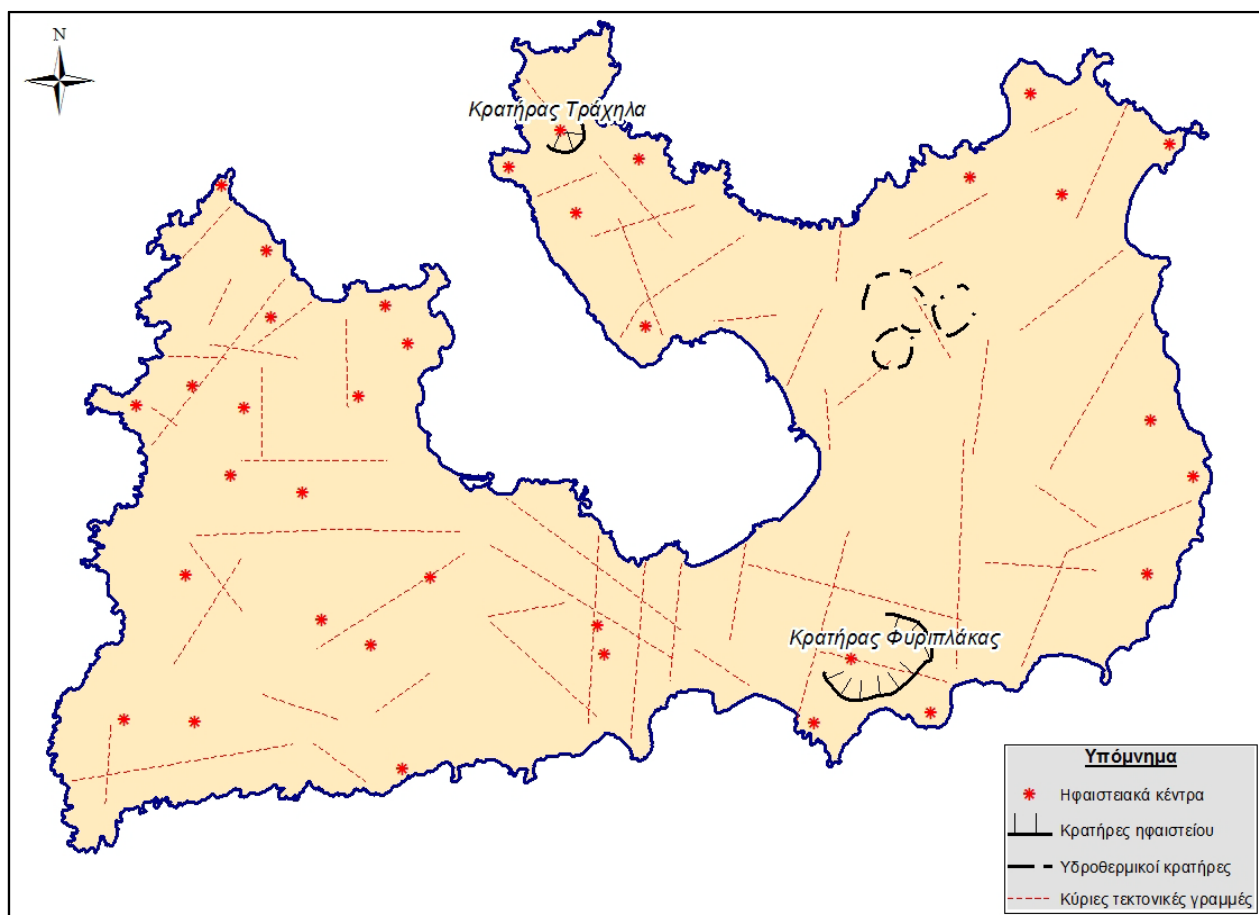 N
Κρατήρας Τράχηλα
Κρατήρας Φυριπλάκας
Υπόμνημα
Ηφαιστειακά κέντρα
Κρατήρες ηφαιστείου
Υδροθερμικοί κρατήρες
Κύριες τεκτονικές γραμμές